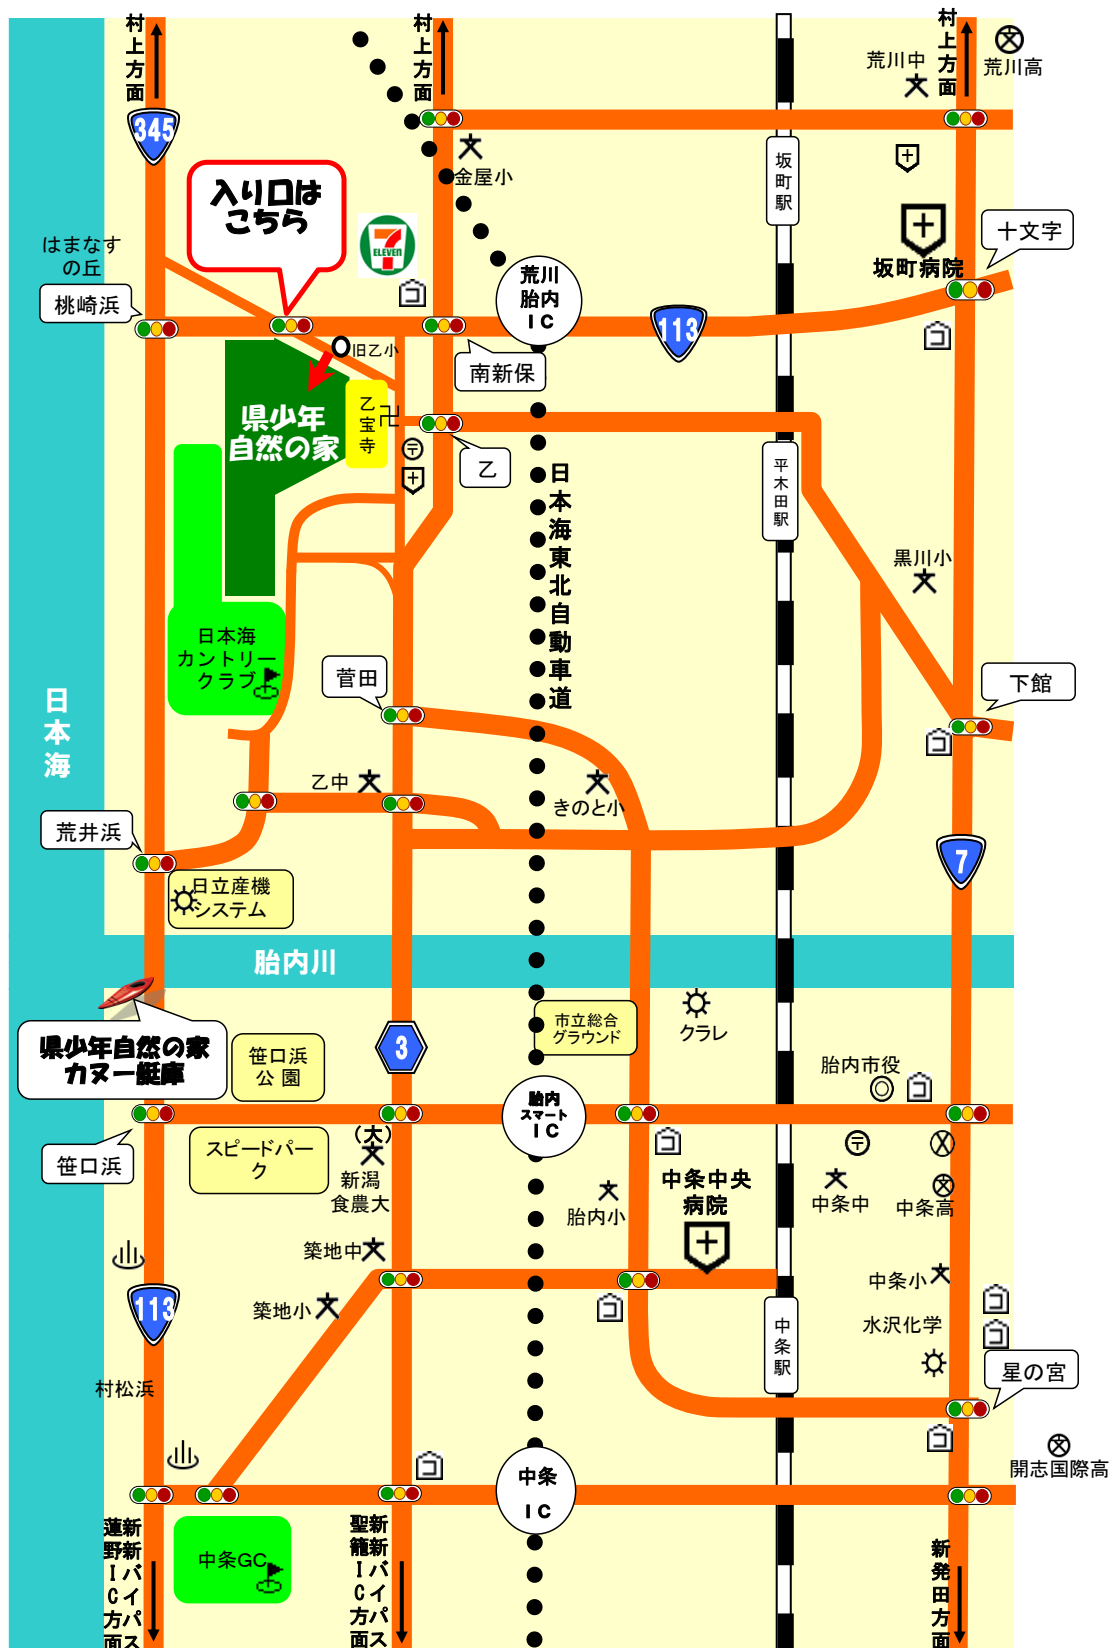 村上方面
村上方面
村上方面
荒川中
荒川高
345
金屋小
坂町駅
入り口は
こちら
7
ELEVEN
はまなす
の丘
十文字
坂町病院
桃崎浜
荒川
胎内
IC
113
旧乙小
南新保
県少年
自然の家
乙宝寺
乙
平木田駅
日本海東北自動車道
黒川小
日本海
カントリー
クラブ
菅田
下館
日本海
乙中
きのと小
荒井浜
7
日立産機
システム
胎内川
県少年自然の家
カヌー艇庫
笹口浜
公園
3
市立総合
グラウンド
クラレ
胎内市役
胎内
スマート
IC
笹口浜
スピードパー
ク
(大)
新潟
食農大
中条中央
病院
胎内小
中条中
中条高
築地中
築地小
113
中条小
水沢化学
中条駅
星の宮
村松浜
開志国際高
中条
IC
中条GC
新新バイパス
蓮野IC方面
新新バイパス
聖籠IC方面
新発田方面